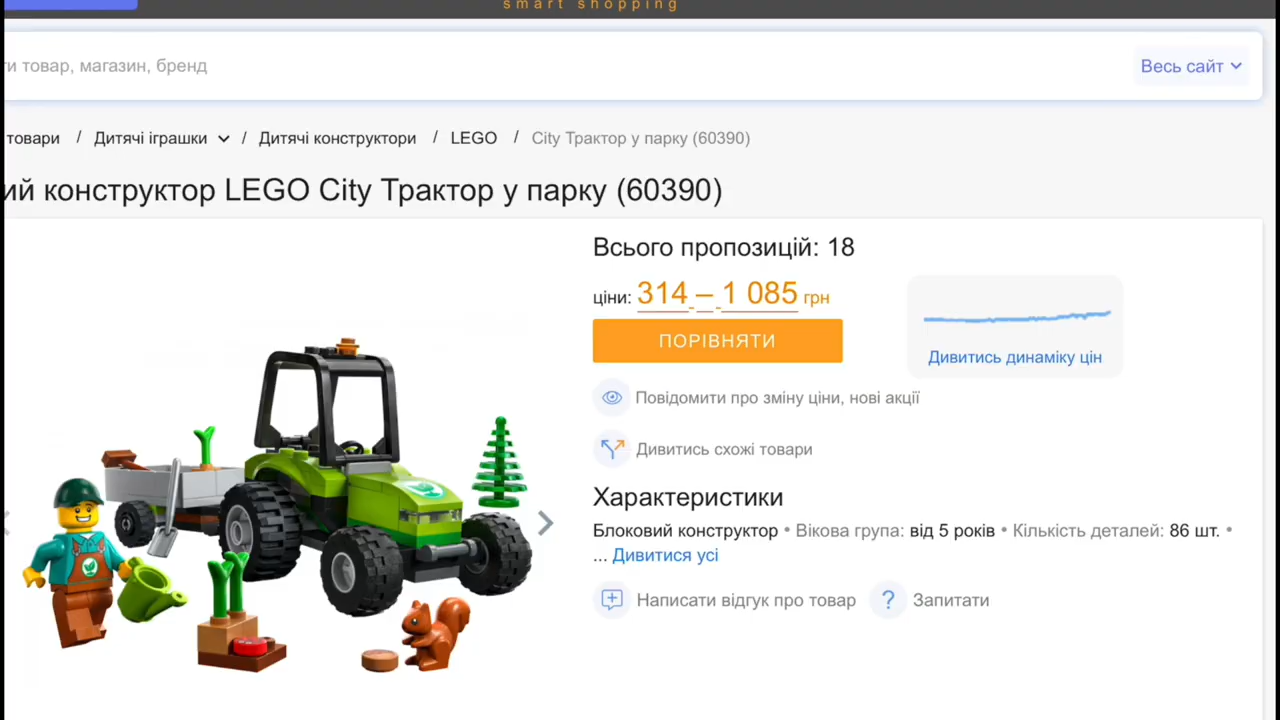 smart shopping
товар, магазин, бренд
Весь сайт
товари / Дитячі іграшки / Дитячі конструктори / LEGO / City Трактор у парку (60390)
конструктор LEGO City Трактор у парку (60390)
Всього пропозицій: 18
ціни: 314 – 1 085 грн
ПОРІВНЯТИ
Дивитись динаміку цін
Повідомити про зміну ціни, нові акції
Дивитись схожі товари
Характеристики
Блоковий конструктор • Вікова група: від 5 років • Кількість деталей: 86 шт. •
... Дивитися усі
Написати відгук про товар
? Запитати